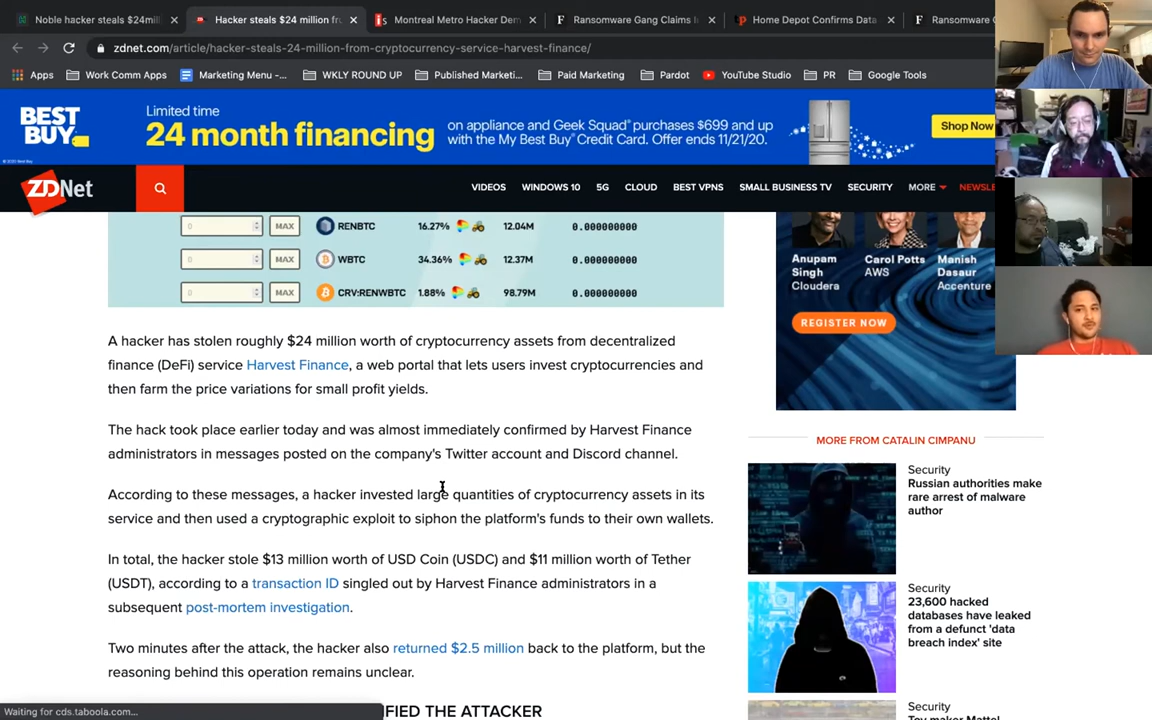 Noble hacker steals $24mil
Hacker steals $24 million fro
Montreal Metro Hacker Dem
Ransomware Gang Claims
Home Depot Confirms Data
Ransomware
zdnet.com/article/hacker-steals-24-million-from-cryptocurrency-service-harvest-finance/
Apps Work Comm Apps Marketing Menu -... WKLY ROUND UP Published Marketi... Paid Marketing Pardot YouTube Studio PR Google Tools
BEST BUY
Limited time
24 month financing
on appliance and Geek Squad® purchases $699 and up
with the My Best Buy® Credit Card. Offer ends 11/21/20.
Shop Now
ZDNet
VIDEOS WINDOWS 10 5G CLOUD BEST VPNS SMALL BUSINESS TV SECURITY MORE NEWSLE
0 MAX RENBTC 16.27% 12.04M 0.000000000
0 MAX WBTC 34.36% 12.37M 0.000000000
0 MAX CRV:RENWBTC 1.88% 98.79M 0.000000000
A hacker has stolen roughly $24 million worth of cryptocurrency assets from decentralized
finance (DeFi) service Harvest Finance, a web portal that lets users invest cryptocurrencies and
then farm the price variations for small profit yields.
The hack took place earlier today and was almost immediately confirmed by Harvest Finance
administrators in messages posted on the company's Twitter account and Discord channel.
According to these messages, a hacker invested large quantities of cryptocurrency assets in its
service and then used a cryptographic exploit to siphon the platform's funds to their own wallets.
In total, the hacker stole $13 million worth of USD Coin (USDC) and $11 million worth of Tether
(USDT), according to a transaction ID singled out by Harvest Finance administrators in a
subsequent post-mortem investigation.
Two minutes after the attack, the hacker also returned $2.5 million back to the platform, but the
reasoning behind this operation remains unclear.
FIED THE ATTACKER
Waiting for cds.taboola.com...
Anupam
Singh
Cloudera
Carol Potts
AWS
Manish
Dasaur
Accenture
REGISTER NOW
MORE FROM CATALIN CIMPANU
Security
Russian authorities make
rare arrest of malware
author
Security
23,600 hacked
databases have leaked
from a defunct 'data
breach index' site
Security
Toy maker Mattel